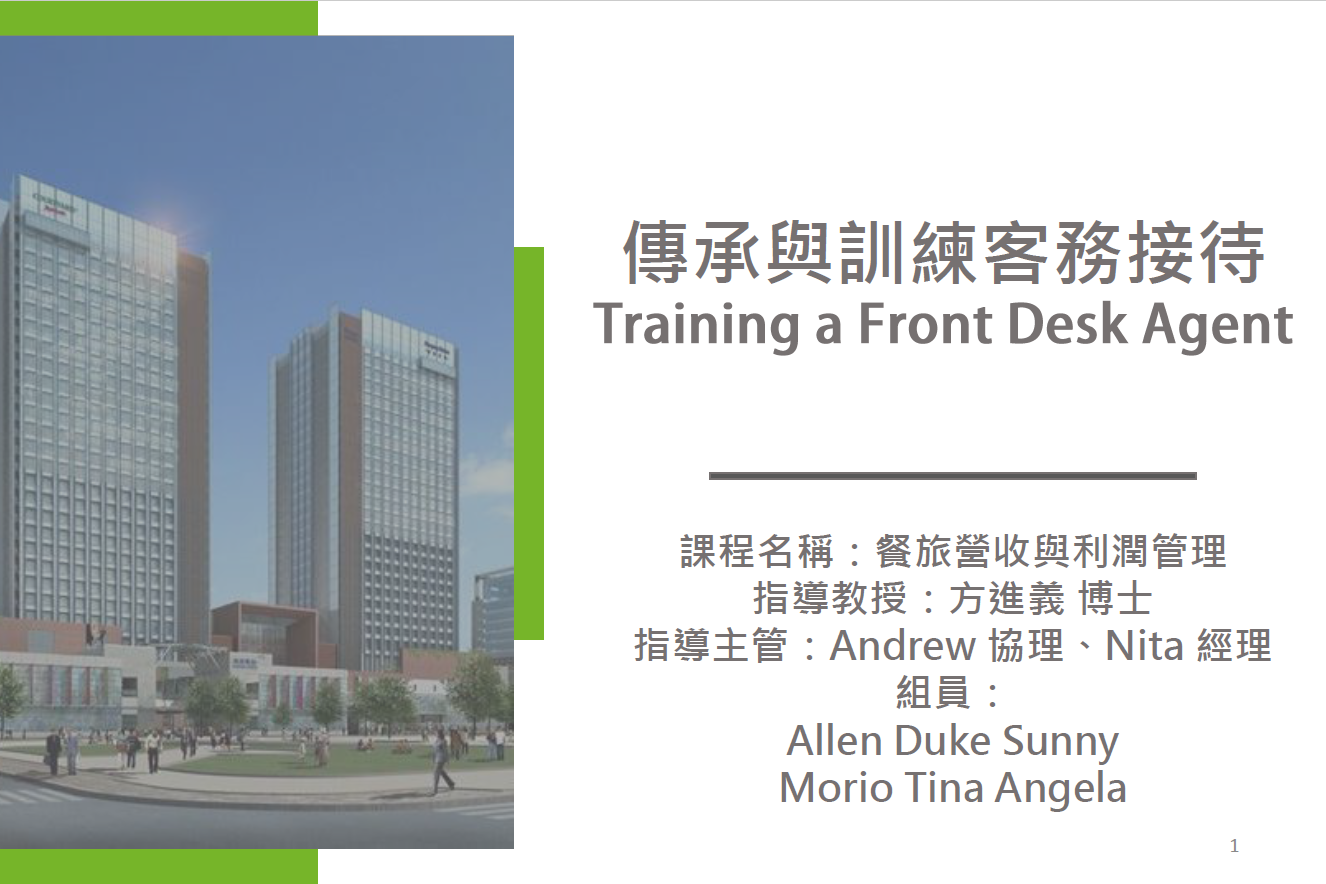 傳承與訓練客務接待
Training a Front Desk Agent
課程名稱：餐旅營收與利潤管理
指導教授：方進義 博士
指導主管：Andrew 協理、Nita 經理
組員：
Allen Duke Sunny
Morio Tina Angela
1